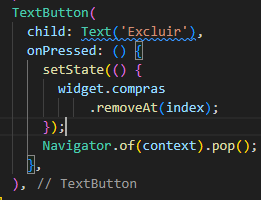 TextButton(
child: Text('Excluir'),
onPressed: () {
setState(() {
widget.compras
.removeAt(index);
});
Navigator.of(context).pop();
},
), // TextButton